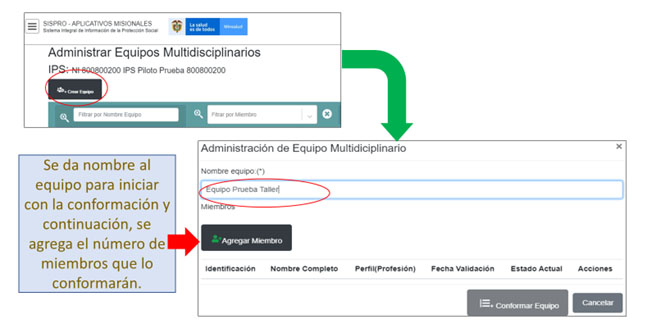 SISPRO - APLICATIVOS MISIONALES
Sistema Integral de Información de la Protección Social
La salud es de todos
Minsalud
Administrar Equipos Multidisciplinarios
IPS: NI 800800200 IPS Piloto Prueba 800800200
Crear Equipo
Filtrar por Nombre Equipo
Filtrar por Miembro
Administración de Equipo Multidiciplinario
×
Nombre equipo:(*)
Equipo Prueba Taller
Miembros
Agregar Miembro
Identificación Nombre Completo Perfil(Profesión) Fecha Validación Estado Actual Acciones
Conformar Equipo
Cancelar
Se da nombre al
equipo para iniciar
con la conformación y
continuación, se
agrega el número de
miembros que lo
conformarán.